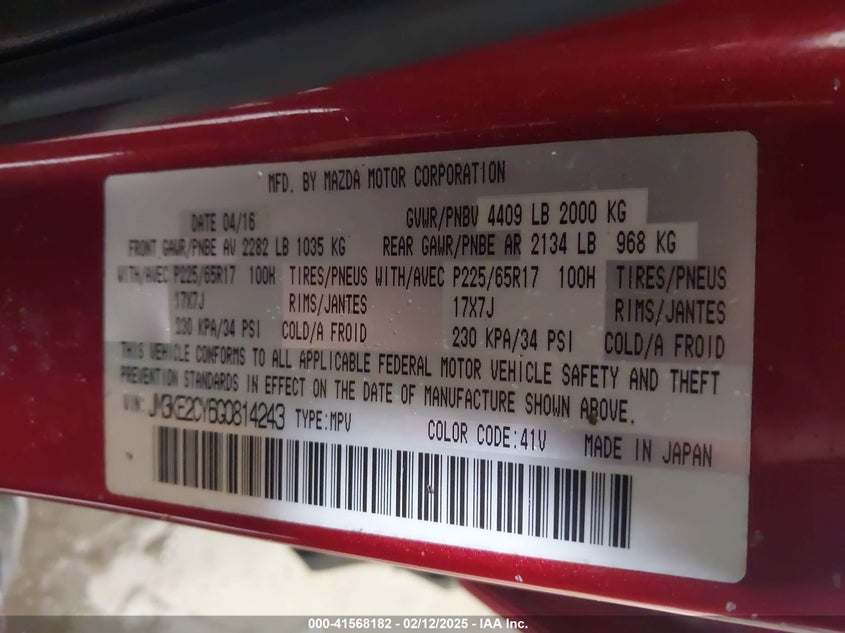 MFD. BY MAZDA MOTOR CORPORATION
DATE 04/16 GVWR/PNBV 4409 LB 2000 KG
FRONT GAWR/PNBE AV 2282 LB 1035 KG REAR GAWR/PNBE AR 2134 LB 968 KG
WITH/AVEC P225/65R17 100H TIRES/PNEUS WITH/AVEC P225/65R17 100H TIRES/PNEUS
17X7J RIMS/JANTES 17X7J RIMS/JANTES
230 KPA/34 PSI COLD/A FROID 230 KPA/34 PSI COLD/A FROID
THIS VEHICLE CONFORMS TO ALL APPLICABLE FEDERAL MOTOR VEHICLE SAFETY AND THEFT
PREVENTION STANDARDS IN EFFECT ON THE DATE OF MANUFACTURE SHOWN ABOVE.
VIN: JM3KE2CY6G0814243 TYPE:MPV COLOR CODE:41V MADE IN JAPAN
000-41568182 - 02/12/2025 - IAA Inc.